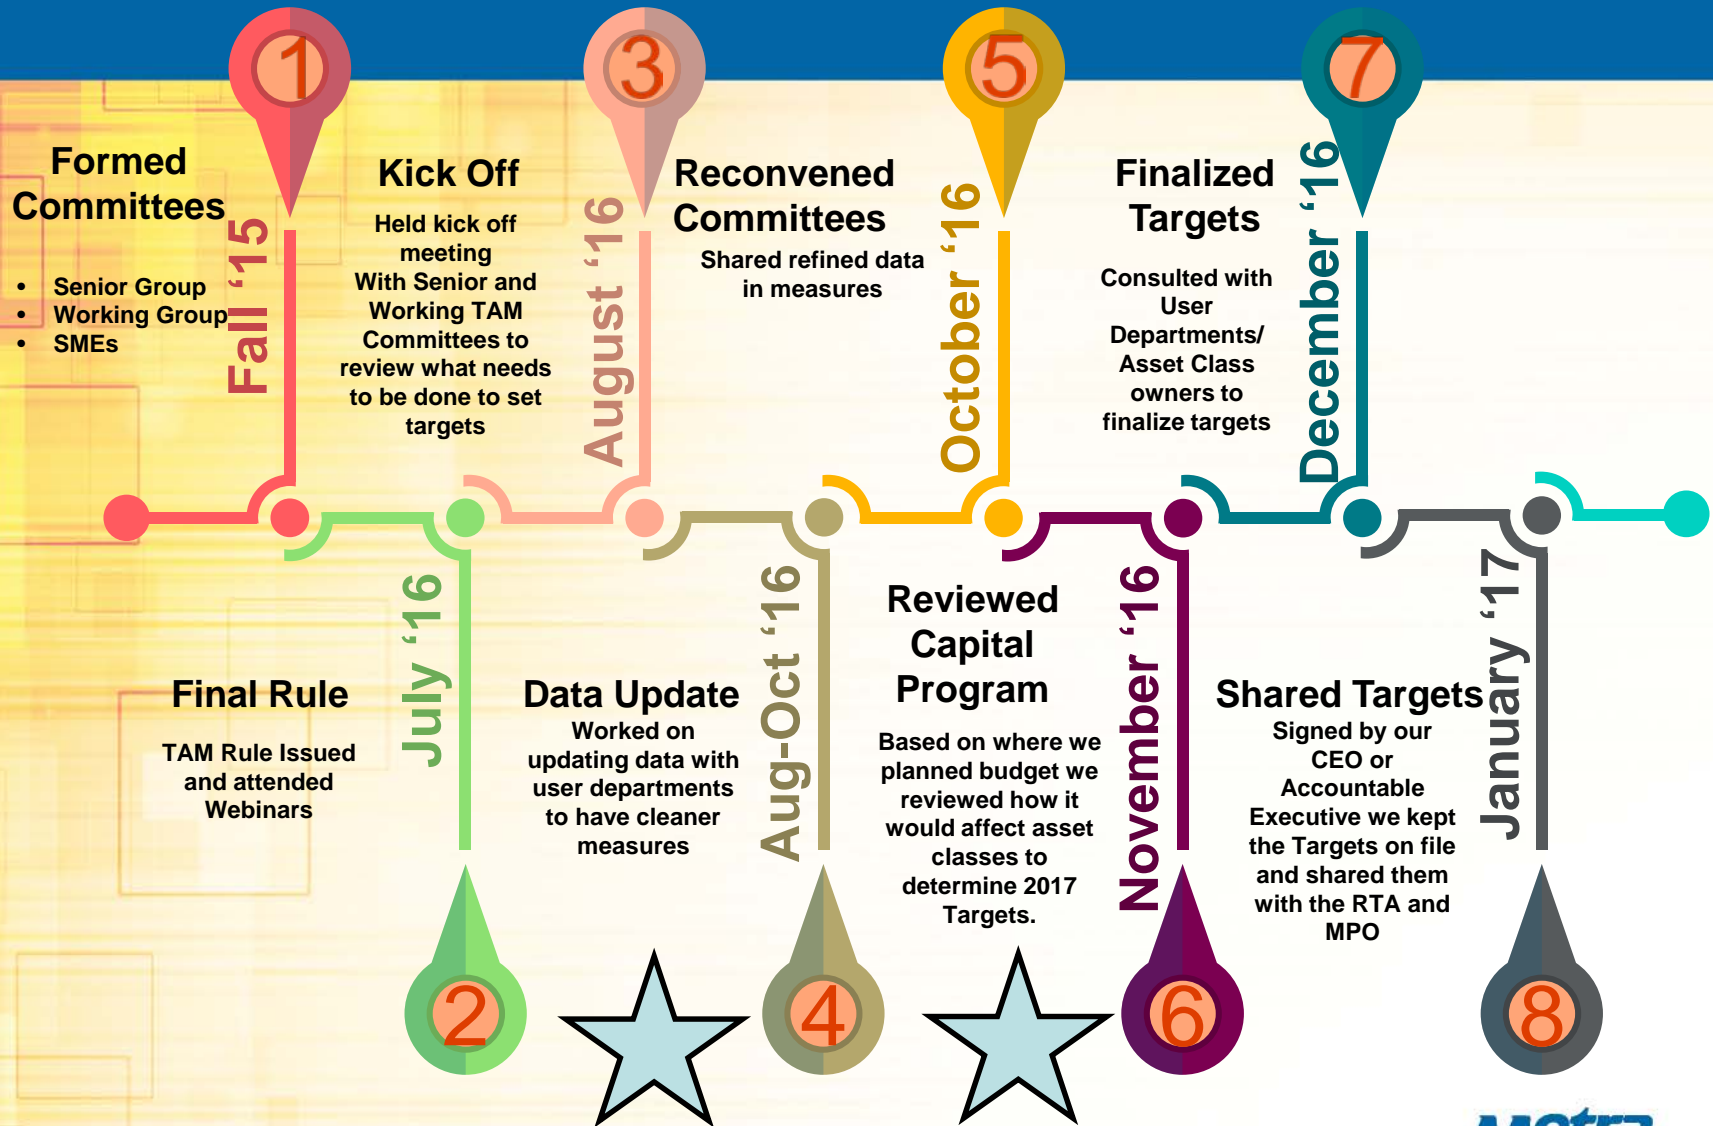 1
Formed
Committees
• Senior Group
• Working Group
• SMEs
Fall ‘15
2
Final Rule
TAM Rule Issued
and attended
Webinars
July ‘16
3
Kick Off
Held kick off
meeting
With Senior and
Working TAM
Committees to
review what needs
to be done to set
targets
August ‘16
4
Data Update
Worked on
updating data with
user departments
to have cleaner
measures
Aug-Oct ‘16
5
Reconvened
Committees
Shared refined data
in measures
October ‘16
6
Reviewed
Capital
Program
Based on where we
planned budget we
reviewed how it
would affect asset
classes to
determine 2017
Targets.
November ‘16
7
Finalized
Targets
Consulted with
User
Departments/
Asset Class
owners to
finalize targets
December ‘16
8
Shared Targets
Signed by our
CEO or
Accountable
Executive we kept
the Targets on file
and shared them
with the RTA and
MPO
January ‘17
Metra